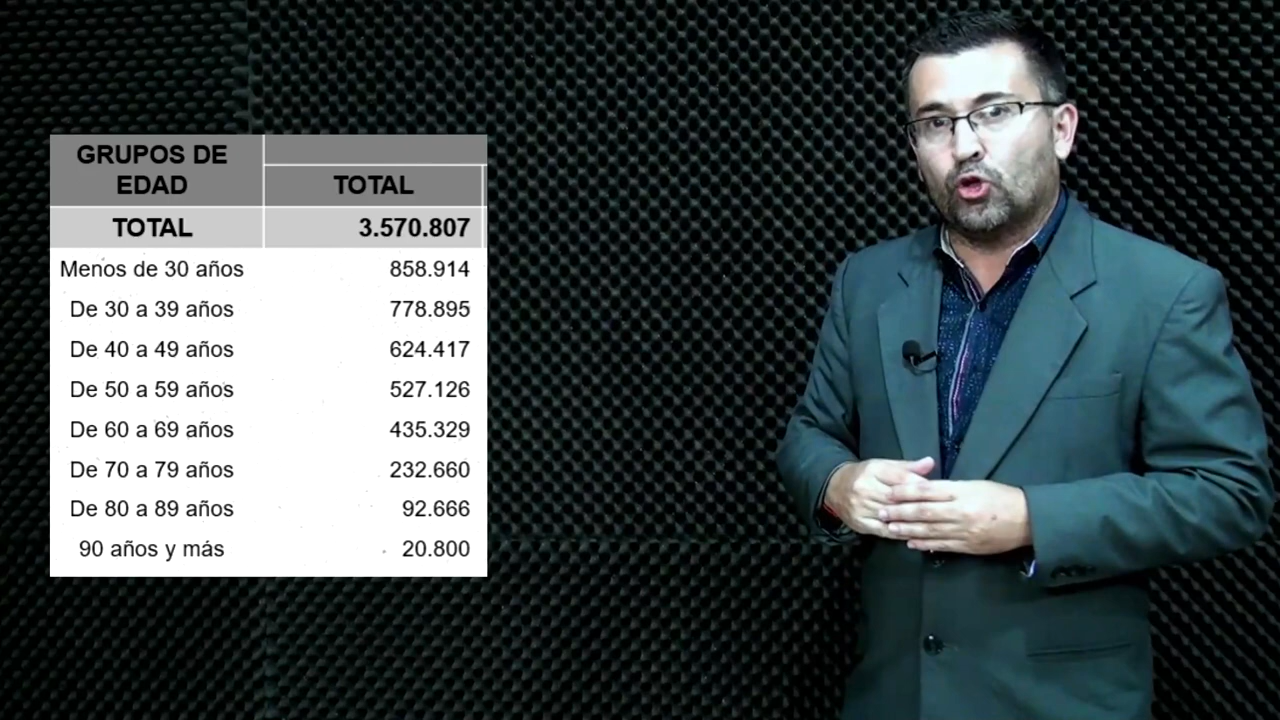 GRUPOS DE
EDAD
TOTAL
TOTAL 3.570.807
Menos de 30 años 858.914
De 30 a 39 años 778.895
De 40 a 49 años 624.417
De 50 a 59 años 527.126
De 60 a 69 años 435.329
De 70 a 79 años 232.660
De 80 a 89 años 92.666
90 años y más 20.800